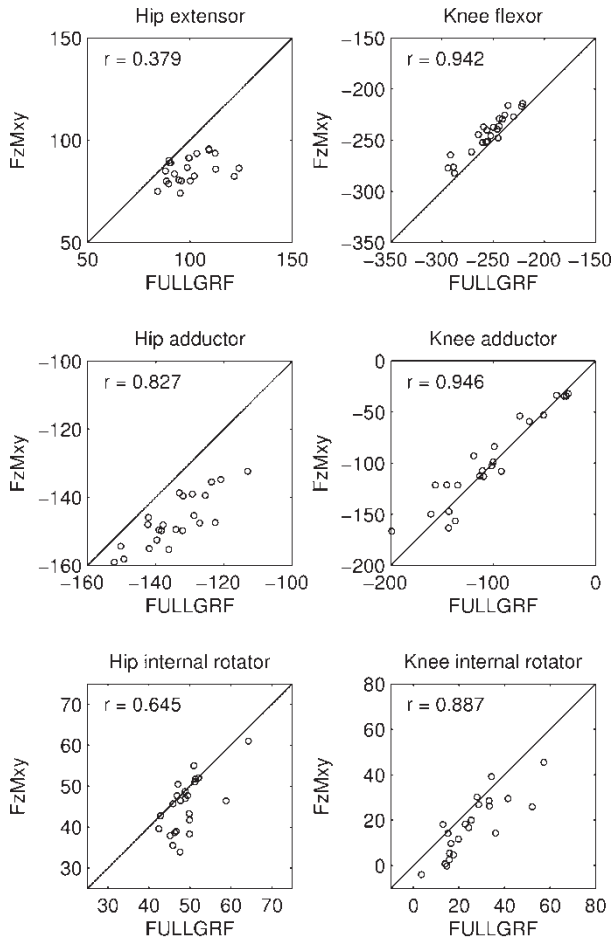 Hip extensor
r = 0.379
150
100
50
FzMxy
50 100 150
FULLGRF
Knee flexor
r = 0.942
−150
−200
−250
−300
−350
FzMxy
−350 −300 −250 −200 −150
FULLGRF
Hip adductor
r = 0.827
−100
−120
−140
−160
FzMxy
−160 −140 −120 −100
FULLGRF
Knee adductor
r = 0.946
0
−50
−100
−150
−200
FzMxy
−200 −100 0
FULLGRF
Hip internal rotator
r = 0.645
70
60
50
40
30
FzMxy
30 40 50 60 70
FULLGRF
Knee internal rotator
r = 0.887
80
60
40
20
0
FzMxy
0 20 40 60 80
FULLGRF